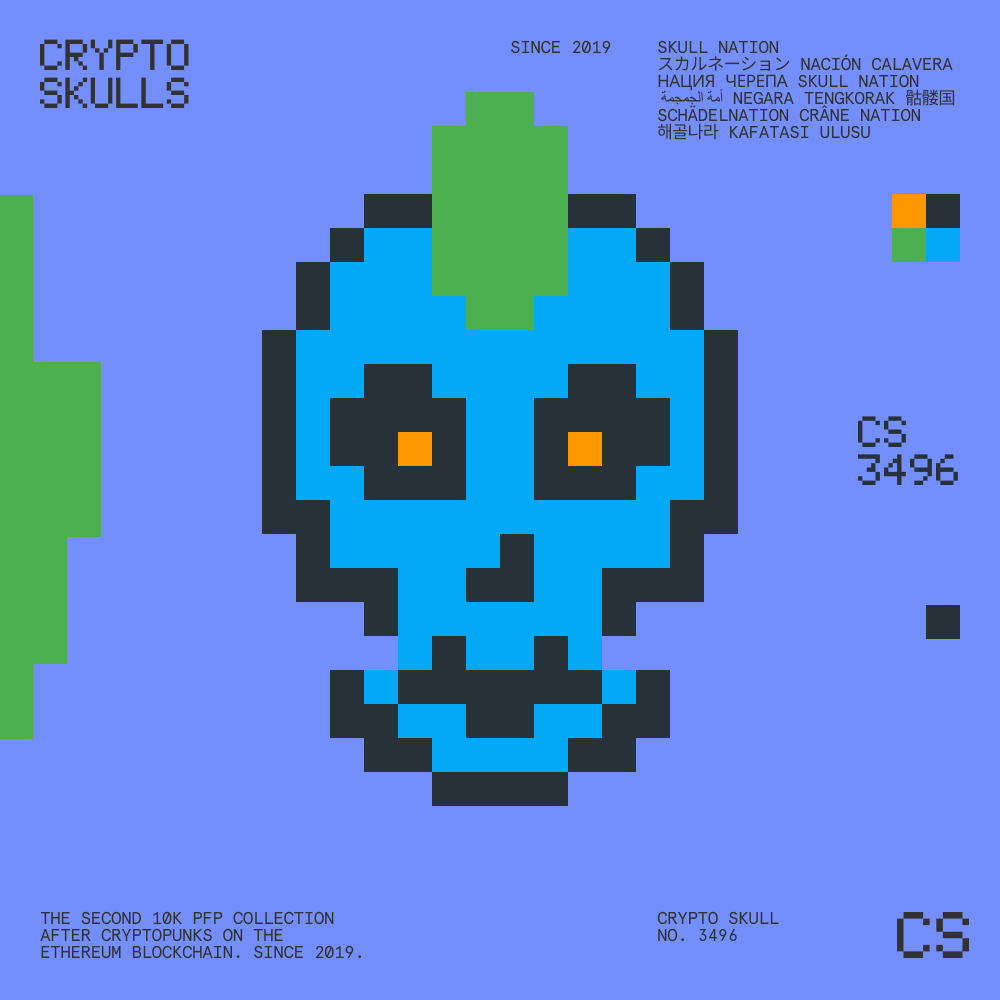 CRYPTO
SKULLS
SINCE 2019
SKULL NATION
スカルネーション NACIÓN CALAVERA
НАЦИЯ ЧЕРЕПА SKULL NATION
أمة الجمجمة NEGARA TENGKORAK 骷髅国
SCHÄDELNATION CRÂNE NATION
해골나라 KAFATASI ULUSU
CS
3496
THE SECOND 10K PFP COLLECTION
AFTER CRYPTOPUNKS ON THE
ETHEREUM BLOCKCHAIN. SINCE 2019.
CRYPTO SKULL
NO. 3496
CS